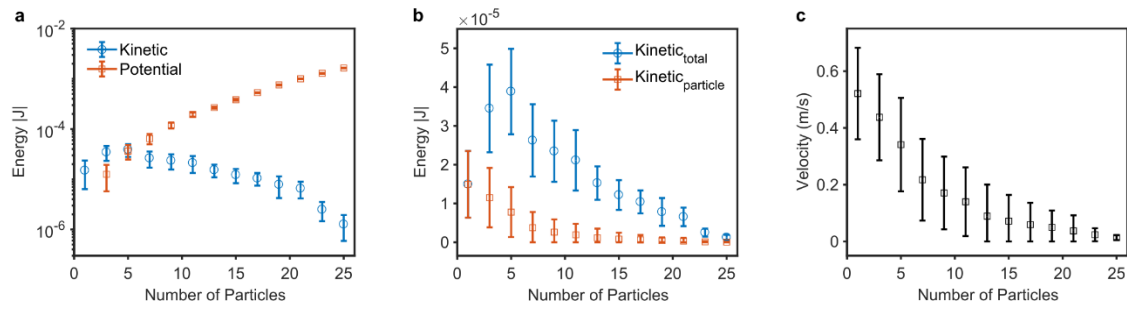 a
10^-2
10^-4
10^-6
Energy |J|
Kinetic
Potential
0 5 10 15 20 25
Number of Particles
b
×10^-5
5
4
3
2
1
0
Energy |J|
Kinetic_total
Kinetic_particle
0 5 10 15 20 25
Number of Particles
c
0.6
0.4
0.2
0
Velocity (m/s)
0 5 10 15 20 25
Number of Particles